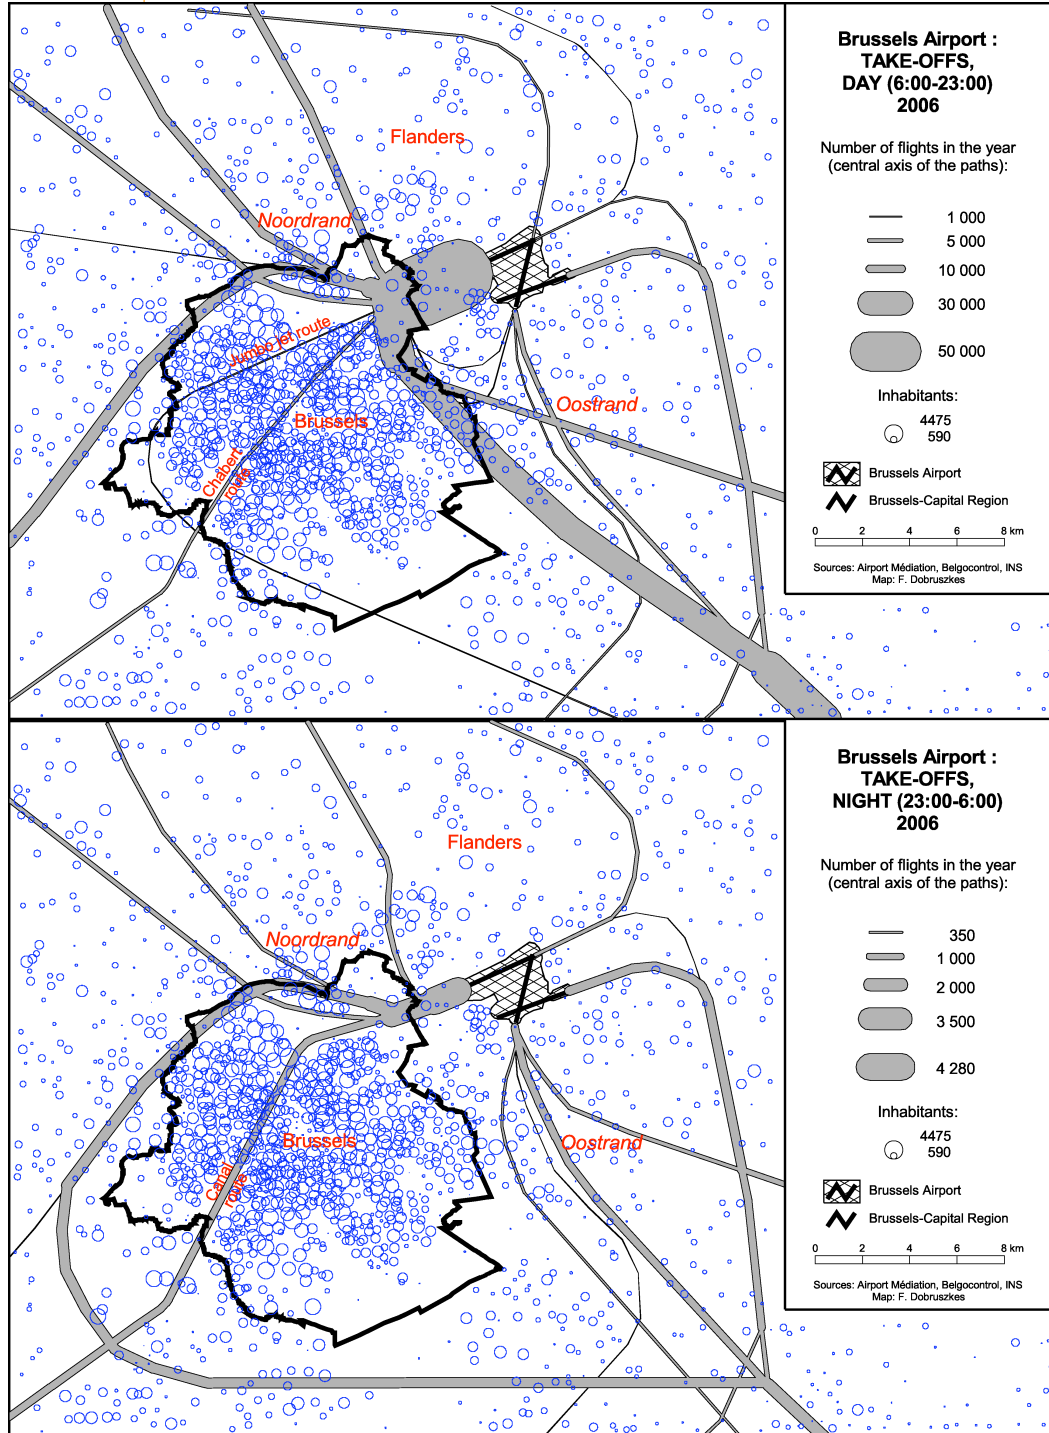 Brussels Airport :
TAKE-OFFS,
DAY (6:00-23:00)
2006
Number of flights in the year
(central axis of the paths):
1 000
5 000
10 000
30 000
50 000
Inhabitants:
4475
590
Brussels Airport
Brussels-Capital Region
0 2 4 6 8 km
Sources: Airport Médiation, Belgocontrol, INS
Map: F. Dobruszkes
Flanders
Noordrand
Jumbo jet route
Oostrand
Brussels
Chabert
route
Brussels Airport :
TAKE-OFFS,
NIGHT (23:00-6:00)
2006
Number of flights in the year
(central axis of the paths):
350
1 000
2 000
3 500
4 280
Inhabitants:
4475
590
Brussels Airport
Brussels-Capital Region
0 2 4 6 8 km
Sources: Airport Médiation, Belgocontrol, INS
Map: F. Dobruszkes
Flanders
Noordrand
Brussels
Oostrand
Canal
route